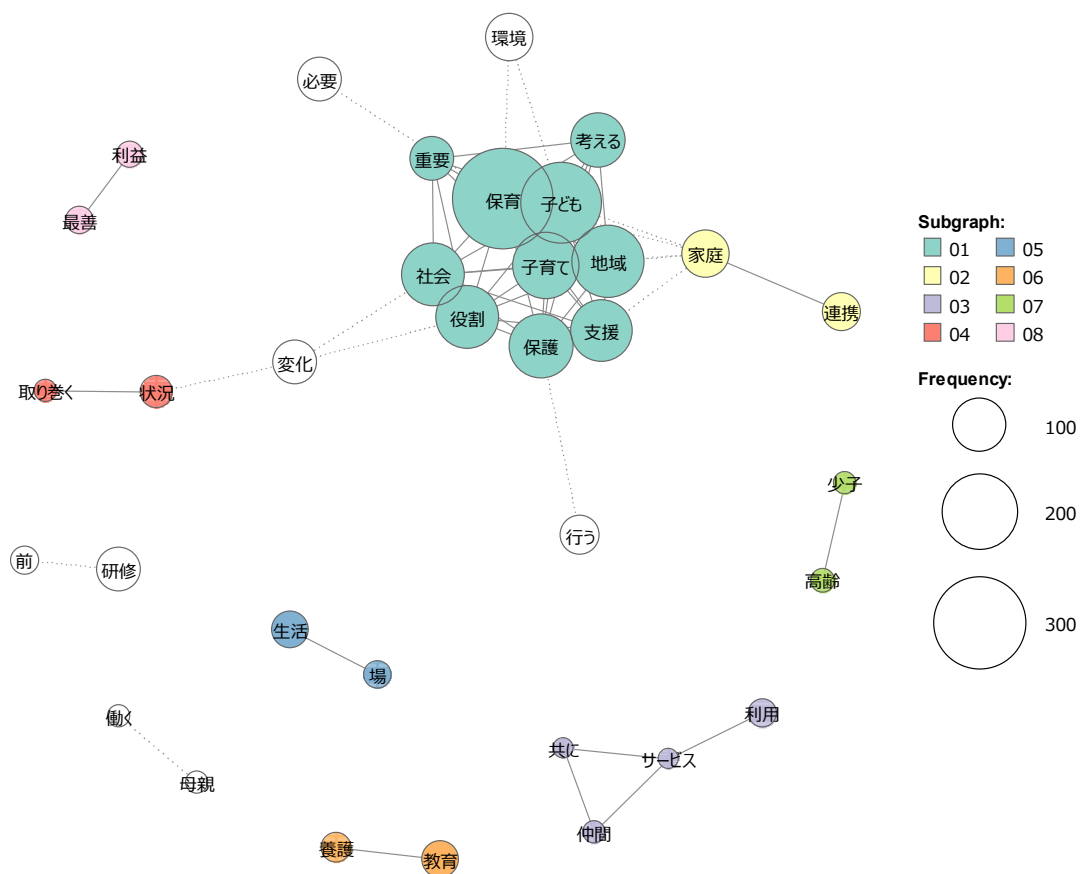 環境
必要
考える
利益
重要
保育
子ども
最善
家庭
子育て
地域
社会
連携
役割
支援
保護
変化
取り巻く
状況
少子
行う
前
研修
高齢
生活
場
働く
利用
共に
サービス
母親
仲間
養護
教育
Subgraph:
01
05
02
06
03
07
04
08
Frequency:
100
200
300